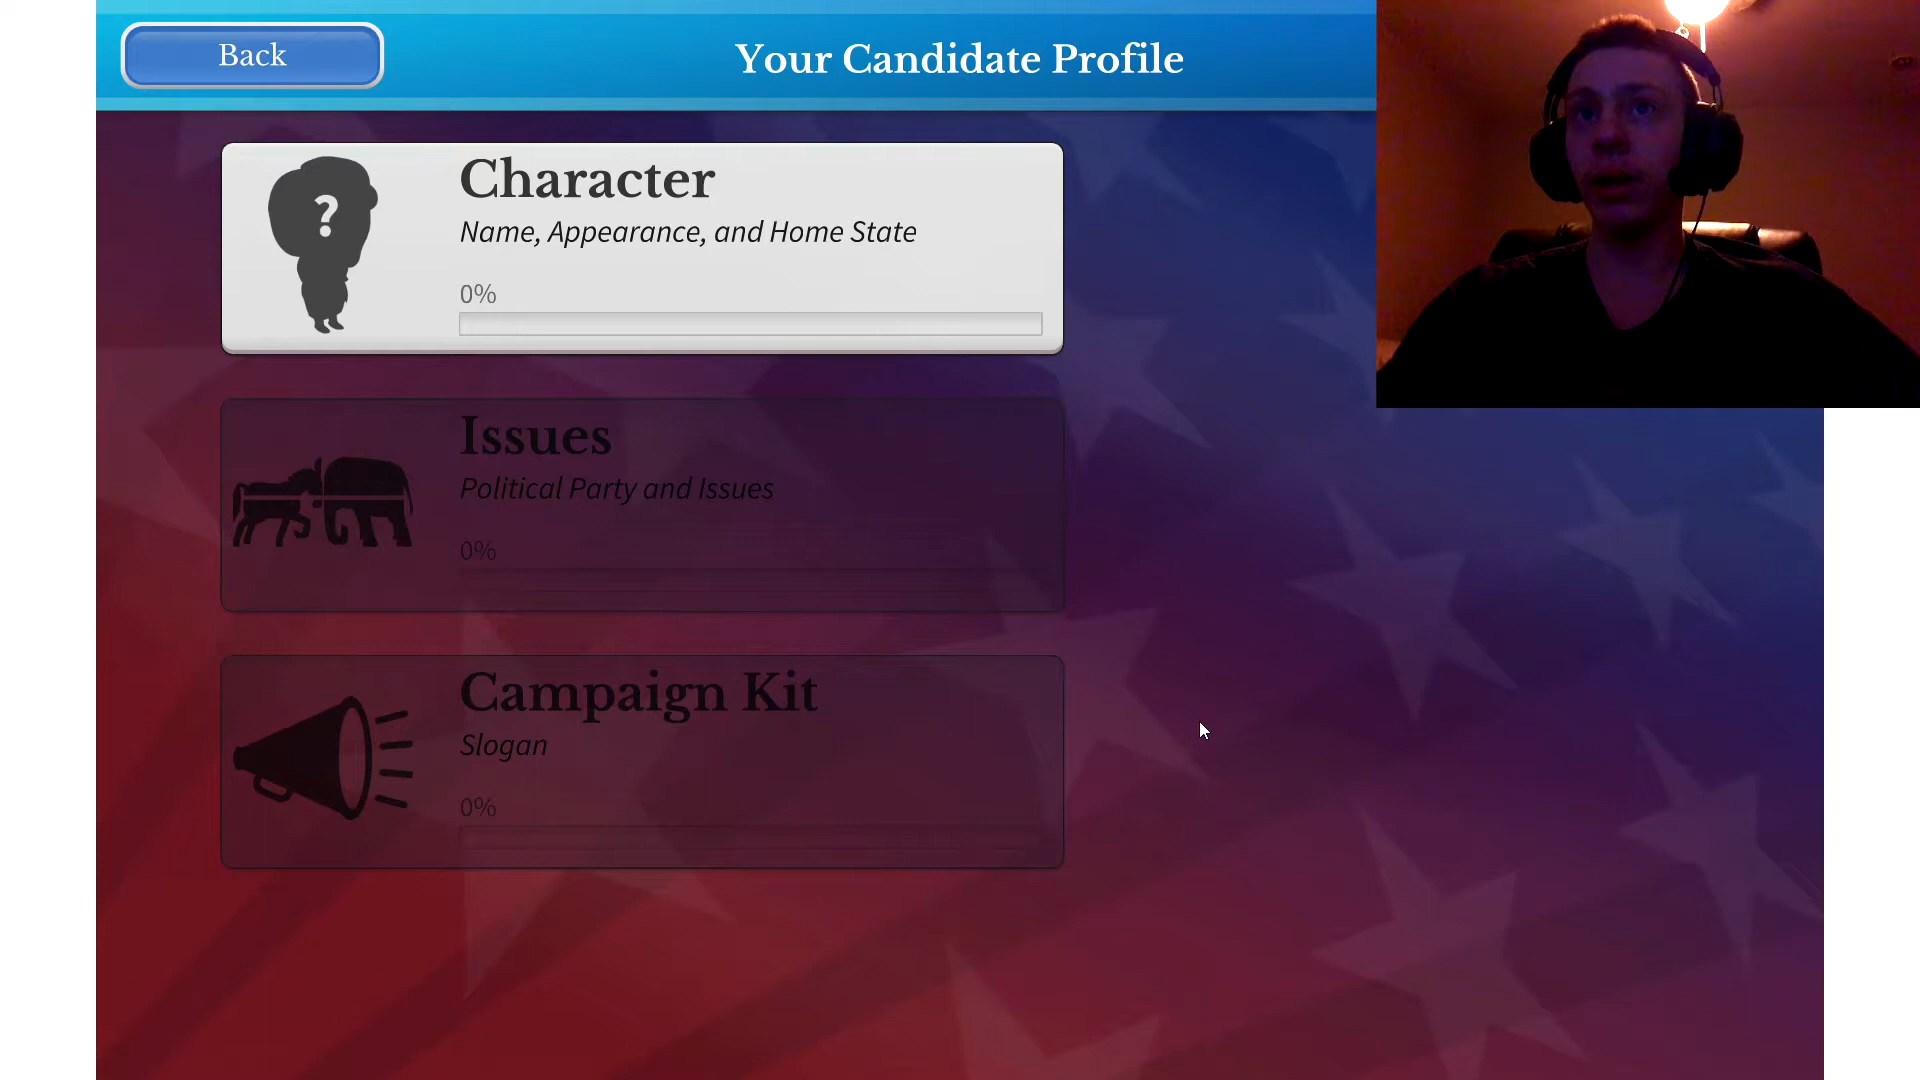 Back
Your Candidate Profile
?
Character
Name, Appearance, and Home State
0%
Issues
Political Party and Issues
0%
Campaign Kit
Slogan
0%